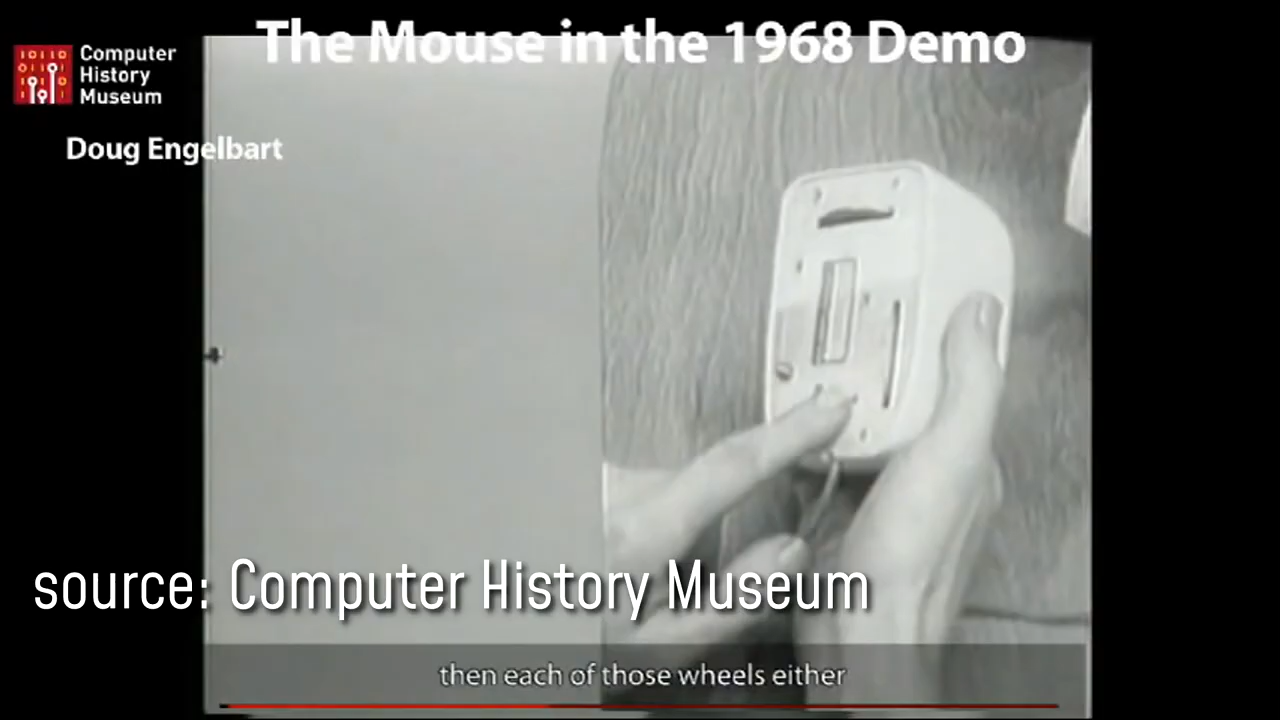 The Mouse in the 1968 Demo
Computer
History
Museum
Doug Engelbart
source: Computer History Museum
then each of those wheels either